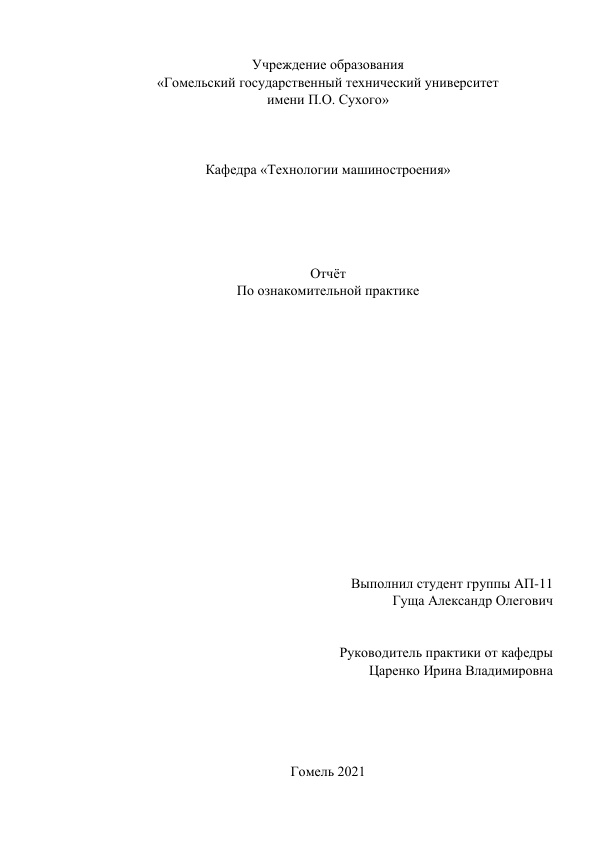 Учреждение образования
«Гомельский государственный технический университет
имени П.О. Сухого»
Кафедра «Технологии машиностроения»
Отчёт
По ознакомительной практике
Выполнил студент группы АП-11
Гуща Александр Олегович
Руководитель практики от кафедры
Царенко Ирина Владимировна
Гомель 2021